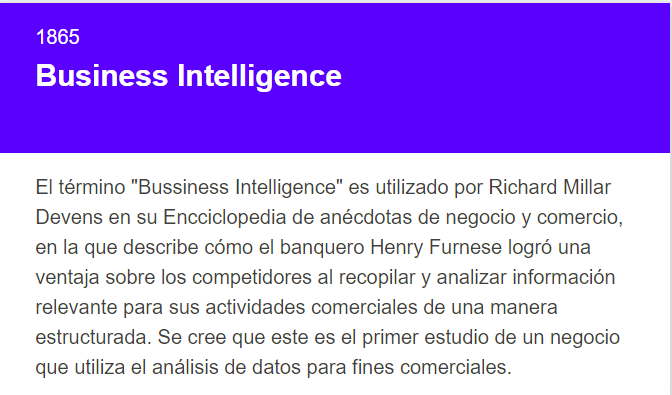 1865
Business Intelligence
El término "Bussiness Intelligence" es utilizado por Richard Millar
Devens en su Encciclopedia de anécdotas de negocio y comercio,
en la que describe cómo el banquero Henry Furnese logró una
ventaja sobre los competidores al recopilar y analizar información
relevante para sus actividades comerciales de una manera
estructurada. Se cree que este es el primer estudio de un negocio
que utiliza el análisis de datos para fines comerciales.